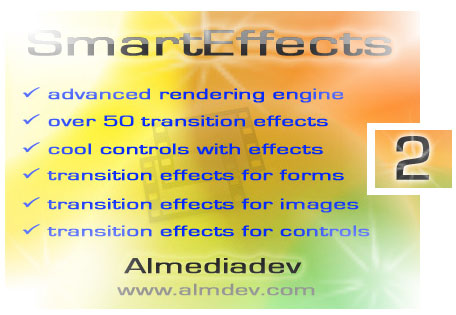 SmartEffects
advanced rendering engine
over 50 transition effects
cool controls with effects
transition effects for forms
2
transition effects for images
transition effects for controls
Almediadev
www.almdev.com